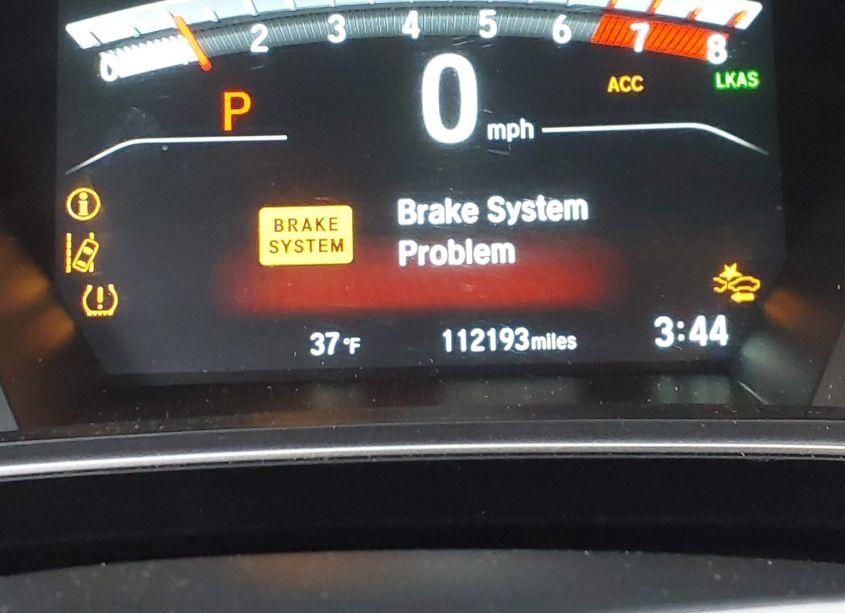 0 2 3 4 5 6 7 8
ACC LKAS
P 0 mph
BRAKE
SYSTEM
Brake System
Problem
37°F 112193miles 3:44